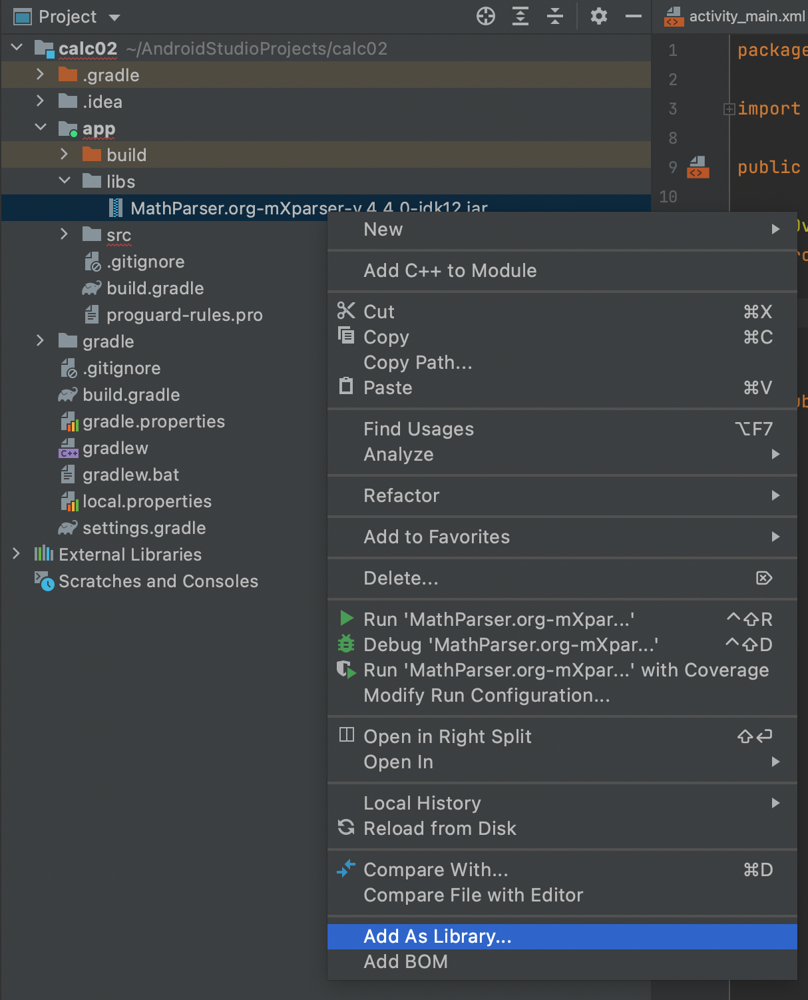 Project
activity_main.xml
calc02 ~/AndroidStudioProjects/calc02
.gradle
.idea
app
build
libs
MathParser.org-mXparser-v.4.4.0-jdk12.jar
src
.gitignore
build.gradle
proguard-rules.pro
gradle
.gitignore
build.gradle
gradle.properties
C++ gradlew
gradlew.bat
local.properties
settings.gradle
External Libraries
Scratches and Consoles
1 package
2
3 import
8
9 public
10
New
Add C++ to Module
Cut ⌘X
Copy ⌘C
Copy Path...
Paste ⌘V
Find Usages ⌥F7
Analyze
Refactor
Add to Favorites
Delete... ⌦
Run 'MathParser.org-mXpar...' ^⇧R
Debug 'MathParser.org-mXpar...' ^⇧D
Run 'MathParser.org-mXpar...' with Coverage
Modify Run Configuration...
Open in Right Split ⇧⏎
Open In
Local History
Reload from Disk
Compare With... ⌘D
Compare File with Editor
Add As Library...
Add BOM